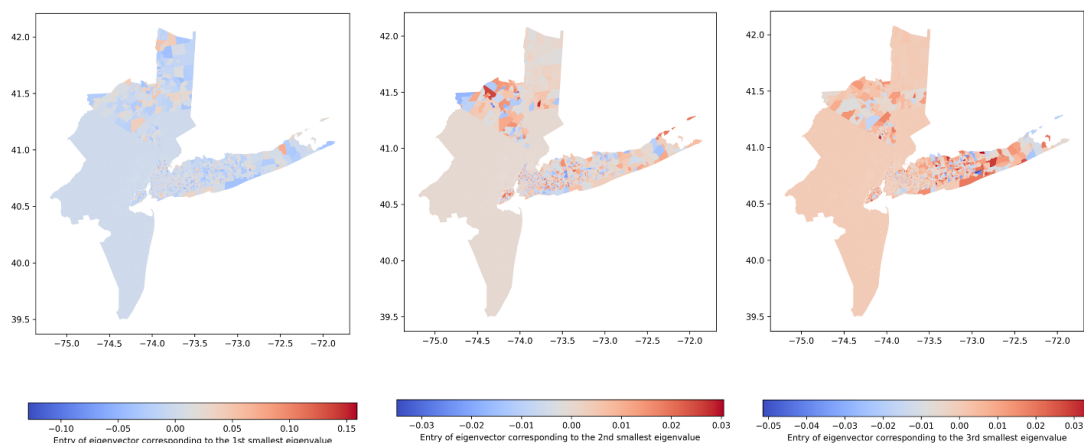 42.0
41.5
41.0
40.5
40.0
39.5
−75.0 −74.5 −74.0 −73.5 −73.0 −72.5 −72.0
−0.10 −0.05 0.00 0.05 0.10 0.15
Entry of eigenvector corresponding to the 1st smallest eigenvalue
42.0
41.5
41.0
40.5
40.0
39.5
−75.0 −74.5 −74.0 −73.5 −73.0 −72.5 −72.0
−0.03 −0.02 −0.01 0.00 0.01 0.02 0.03
Entry of eigenvector corresponding to the 2nd smallest eigenvalue
42.0
41.5
41.0
40.5
40.0
39.5
−75.0 −74.5 −74.0 −73.5 −73.0 −72.5 −72.0
−0.05 −0.04 −0.03 −0.02 −0.01 0.00 0.01 0.02 0.03
Entry of eigenvector corresponding to the 3rd smallest eigenvalue